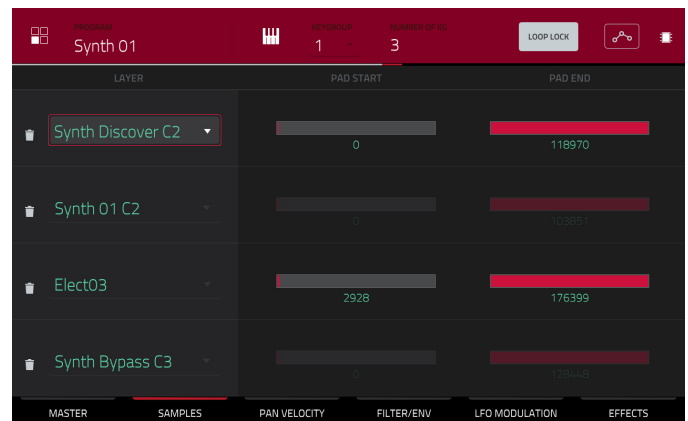 PROGRAM
Synth 01
KEYGROUP
1
NUMBER OF KG
3
LOOP LOCK
LAYER
PAD START
PAD END
Synth Discover C2
0
118970
Synth 01 C2
0
103851
Elect03
2928
176399
Synth Bypass C3
0
128448
MASTER
SAMPLES
PAN VELOCITY
FILTER/ENV
LFO MODULATION
EFFECTS